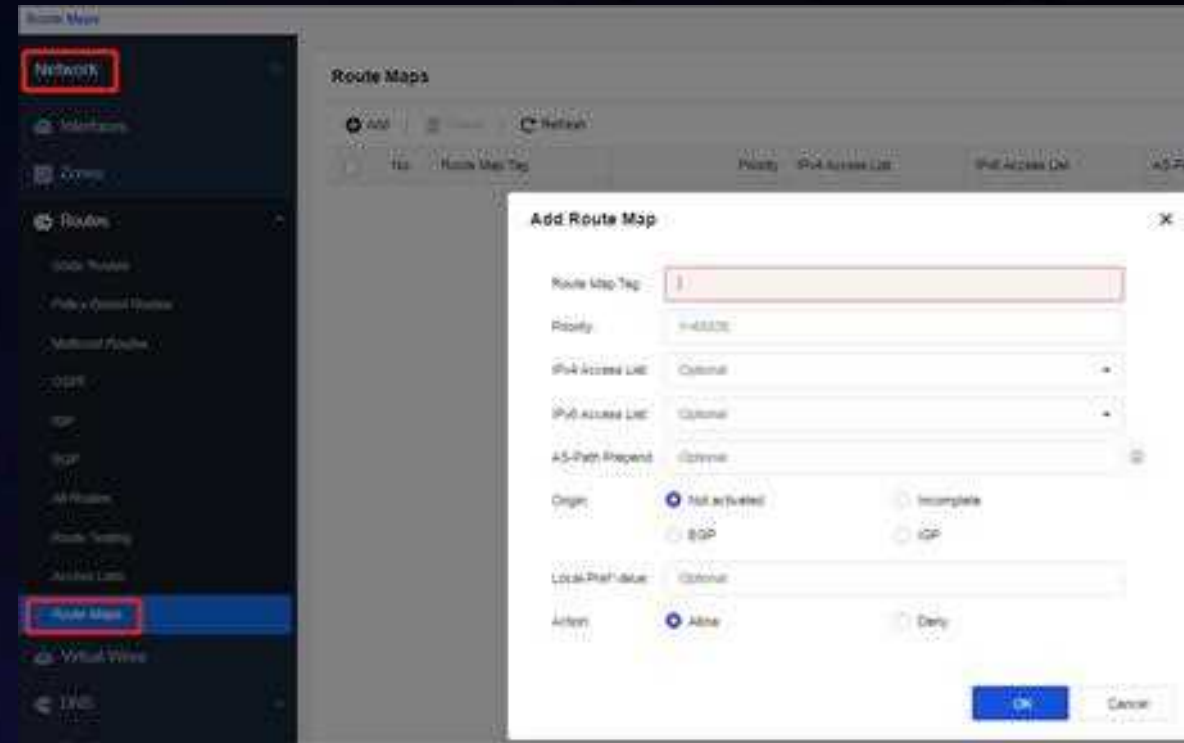 Route Maps
Network
Route Maps
Interfaces
Add
Refresh
Zones
No. Route Map Tag Priority IPv4 Access List IPv6 Access List
Routes
Add Route Map
Static Routes
Route Map Tag
Policy-Based Routes
Priority
Multicast Routes
IPv4 Access List Optional
OSPF
IPv6 Access List Optional
BGP
AS-Path Prepend Optional
All Routes
Origin Not activated Incomplete
Route Testing
EGP IGP
Access Lists
Local-Pref Value Optional
Route Maps
Action Allow Deny
Virtual Wires
DNS
OK Cancel